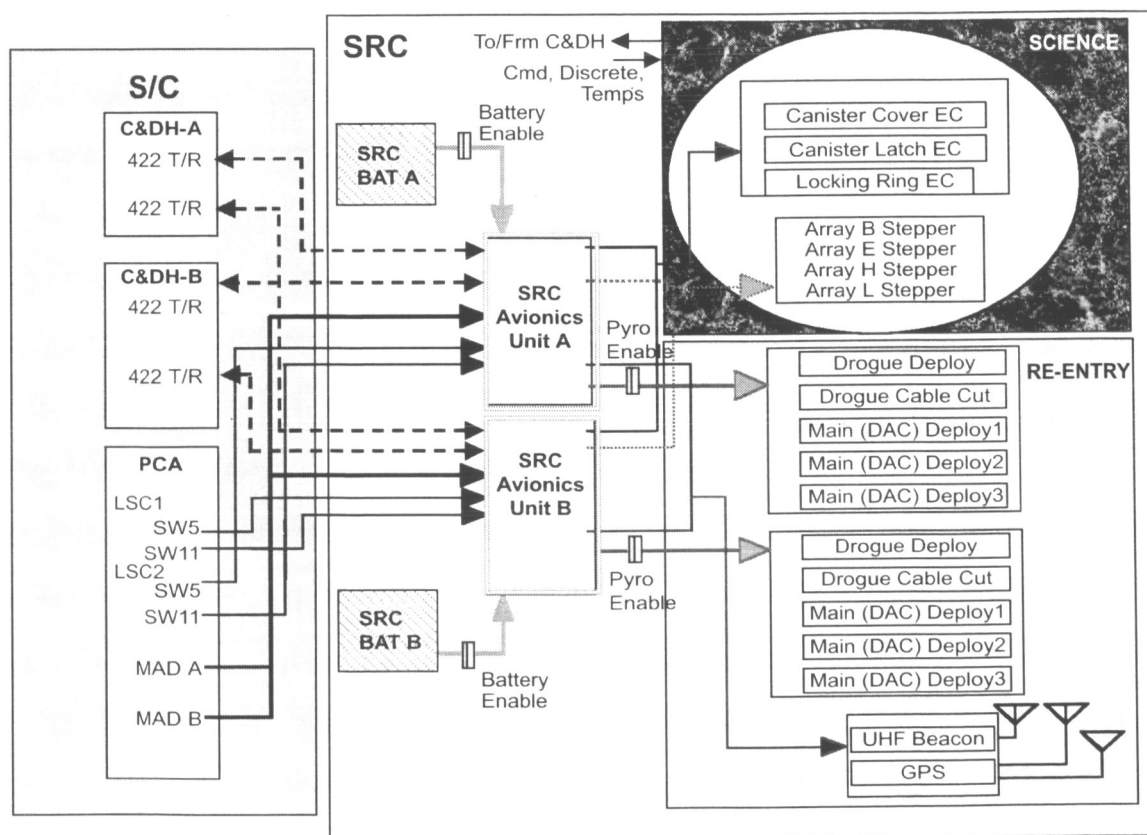 S/C
C&DH-A
422 T/R
422 T/R
C&DH-B
422 T/R
422 T/R
PCA
LSC1
SW5
SW11
LSC2
SW5
SW11
MAD A
MAD B
SRC
To/Frm C&DH
Cmd, Discrete,
Temps
Battery
Enable
SRC
BAT A
SRC
Avionics
Unit A
Pyro
Enable
SRC
Avionics
Unit B
Pyro
Enable
SRC
BAT B
Battery
Enable
SCIENCE
Canister Cover EC
Canister Latch EC
Locking Ring EC
Array B Stepper
Array E Stepper
Array H Stepper
Array L Stepper
RE-ENTRY
Drogue Deploy
Drogue Cable Cut
Main (DAC) Deploy1
Main (DAC) Deploy2
Main (DAC) Deploy3
Drogue Deploy
Drogue Cable Cut
Main (DAC) Deploy1
Main (DAC) Deploy2
Main (DAC) Deploy3
UHF Beacon
GPS